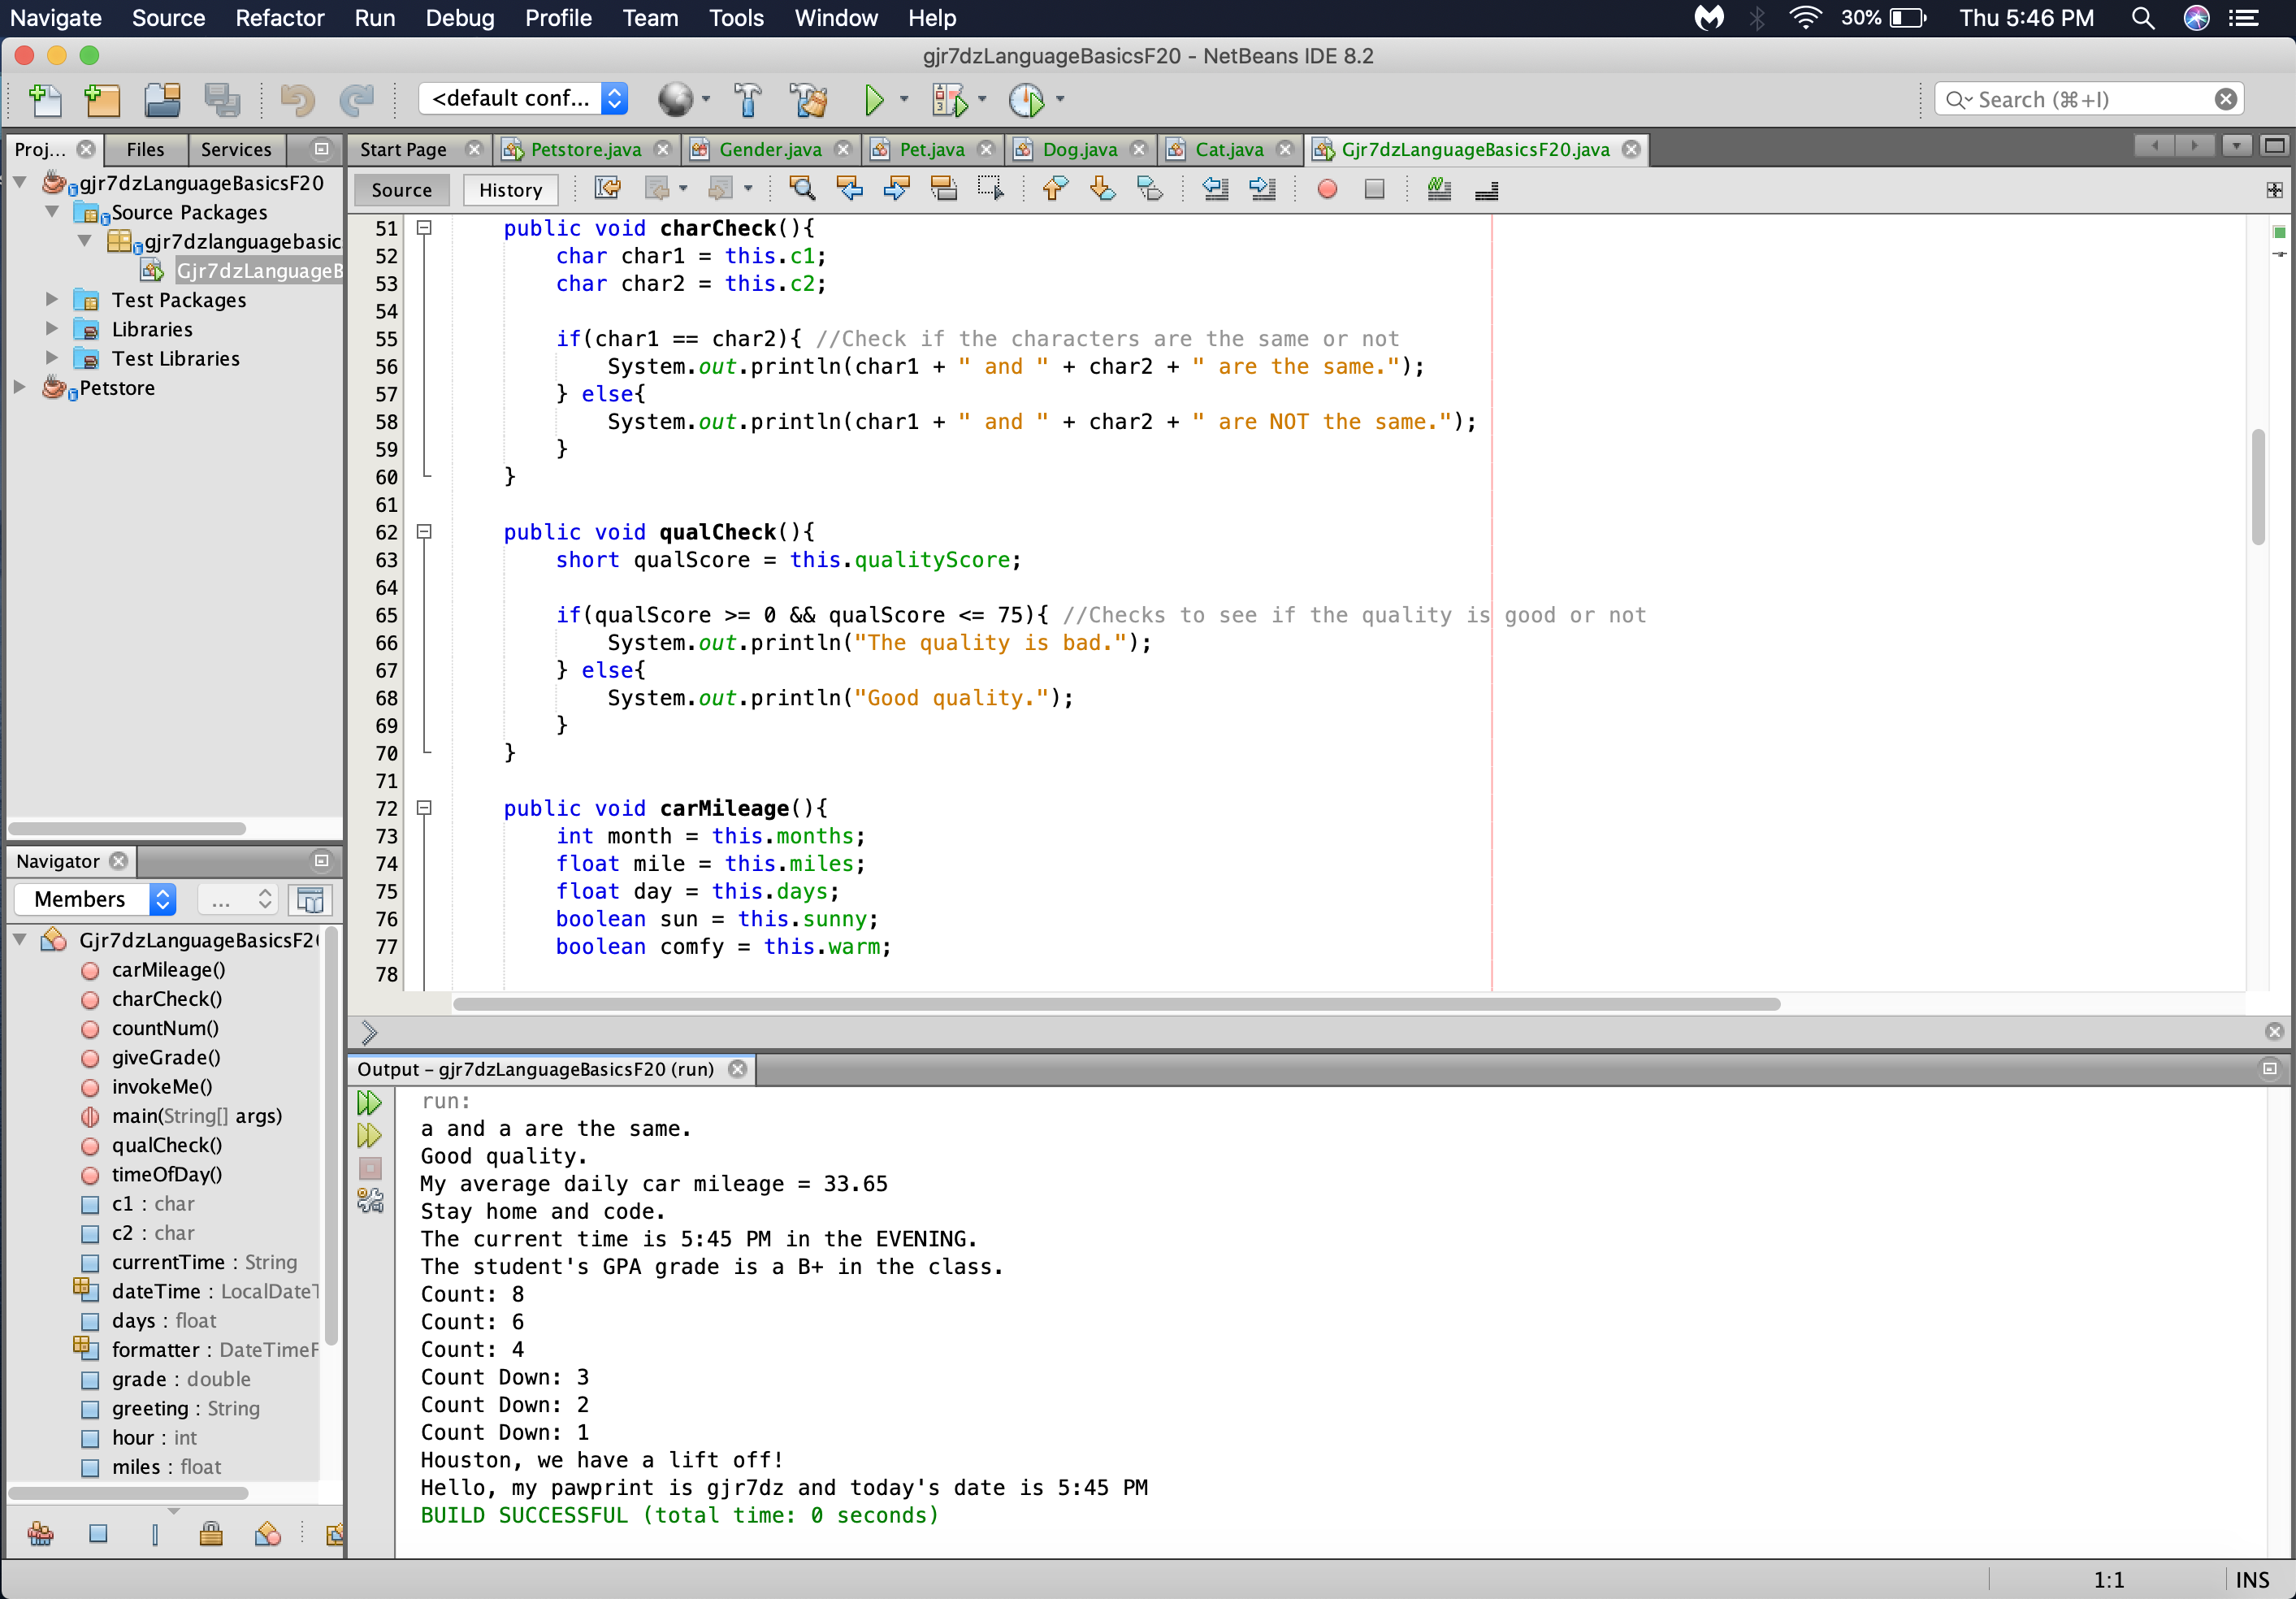 Navigate Source Refactor Run Debug Profile Team Tools Window Help 30% Thu 5:46 PM
gjr7dzLanguageBasicsF20 - NetBeans IDE 8.2
<default conf... Search (⌘+I)
Proj... Files Services
Start Page Petstore.java Gender.java Pet.java Dog.java Cat.java Gjr7dzLanguageBasicsF20.java
gjr7dzLanguageBasicsF20
Source Packages
gjr7dzlanguagebasic
Gjr7dzLanguageB
Test Packages
Libraries
Test Libraries
Petstore
Source History
51 public void charCheck(){
52 char char1 = this.c1;
53 char char2 = this.c2;
54
55 if(char1 == char2){ //Check if the characters are the same or not
56 System.out.println(char1 + " and " + char2 + " are the same.");
57 } else{
58 System.out.println(char1 + " and " + char2 + " are NOT the same.");
59 }
60 }
61
62 public void qualCheck(){
63 short qualScore = this.qualityScore;
64
65 if(qualScore >= 0 && qualScore <= 75){ //Checks to see if the quality is good or not
66 System.out.println("The quality is bad.");
67 } else{
68 System.out.println("Good quality.");
69 }
70 }
71
72 public void carMileage(){
73 int month = this.months;
74 float mile = this.miles;
75 float day = this.days;
76 boolean sun = this.sunny;
77 boolean comfy = this.warm;
78
Navigator
Members ...
Gjr7dzLanguageBasicsF2
carMileage()
charCheck()
countNum()
giveGrade()
invokeMe()
main(String[] args)
qualCheck()
timeOfDay()
c1 : char
c2 : char
currentTime : String
dateTime : LocalDateT
days : float
formatter : DateTimeF
grade : double
greeting : String
hour : int
miles : float
Output - gjr7dzLanguageBasicsF20 (run)
run:
a and a are the same.
Good quality.
My average daily car mileage = 33.65
Stay home and code.
The current time is 5:45 PM in the EVENING.
The student's GPA grade is a B+ in the class.
Count: 8
Count: 6
Count: 4
Count Down: 3
Count Down: 2
Count Down: 1
Houston, we have a lift off!
Hello, my pawprint is gjr7dz and today's date is 5:45 PM
BUILD SUCCESSFUL (total time: 0 seconds)
1:1 INS